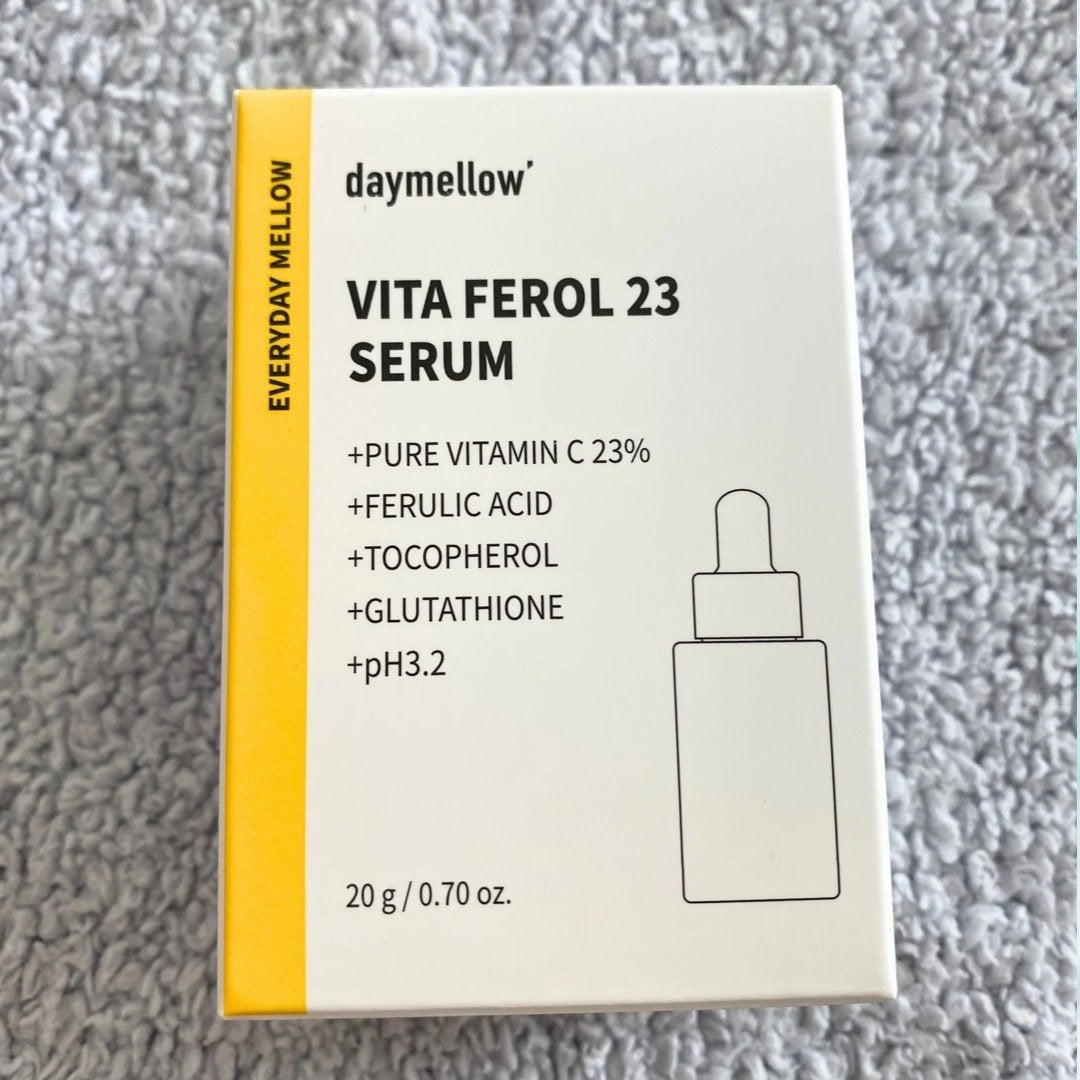 EVERYDAY MELLOW
daymellow'
VITA FEROL 23
SERUM
+PURE VITAMIN C 23%
+FERULIC ACID
+TOCOPHEROL
+GLUTATHIONE
+pH3.2
20 g / 0.70 oz.